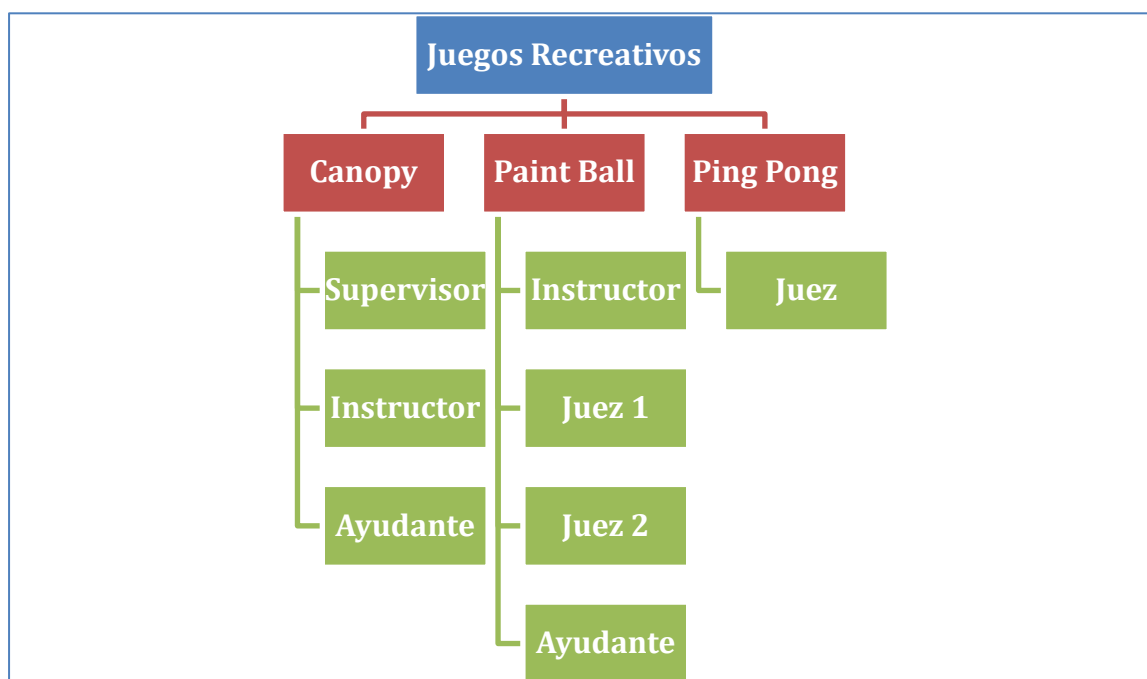 Juegos Recreativos
Canopy
Paint Ball
Ping Pong
Supervisor
Instructor
Juez
Instructor
Juez 1
Ayudante
Juez 2
Ayudante